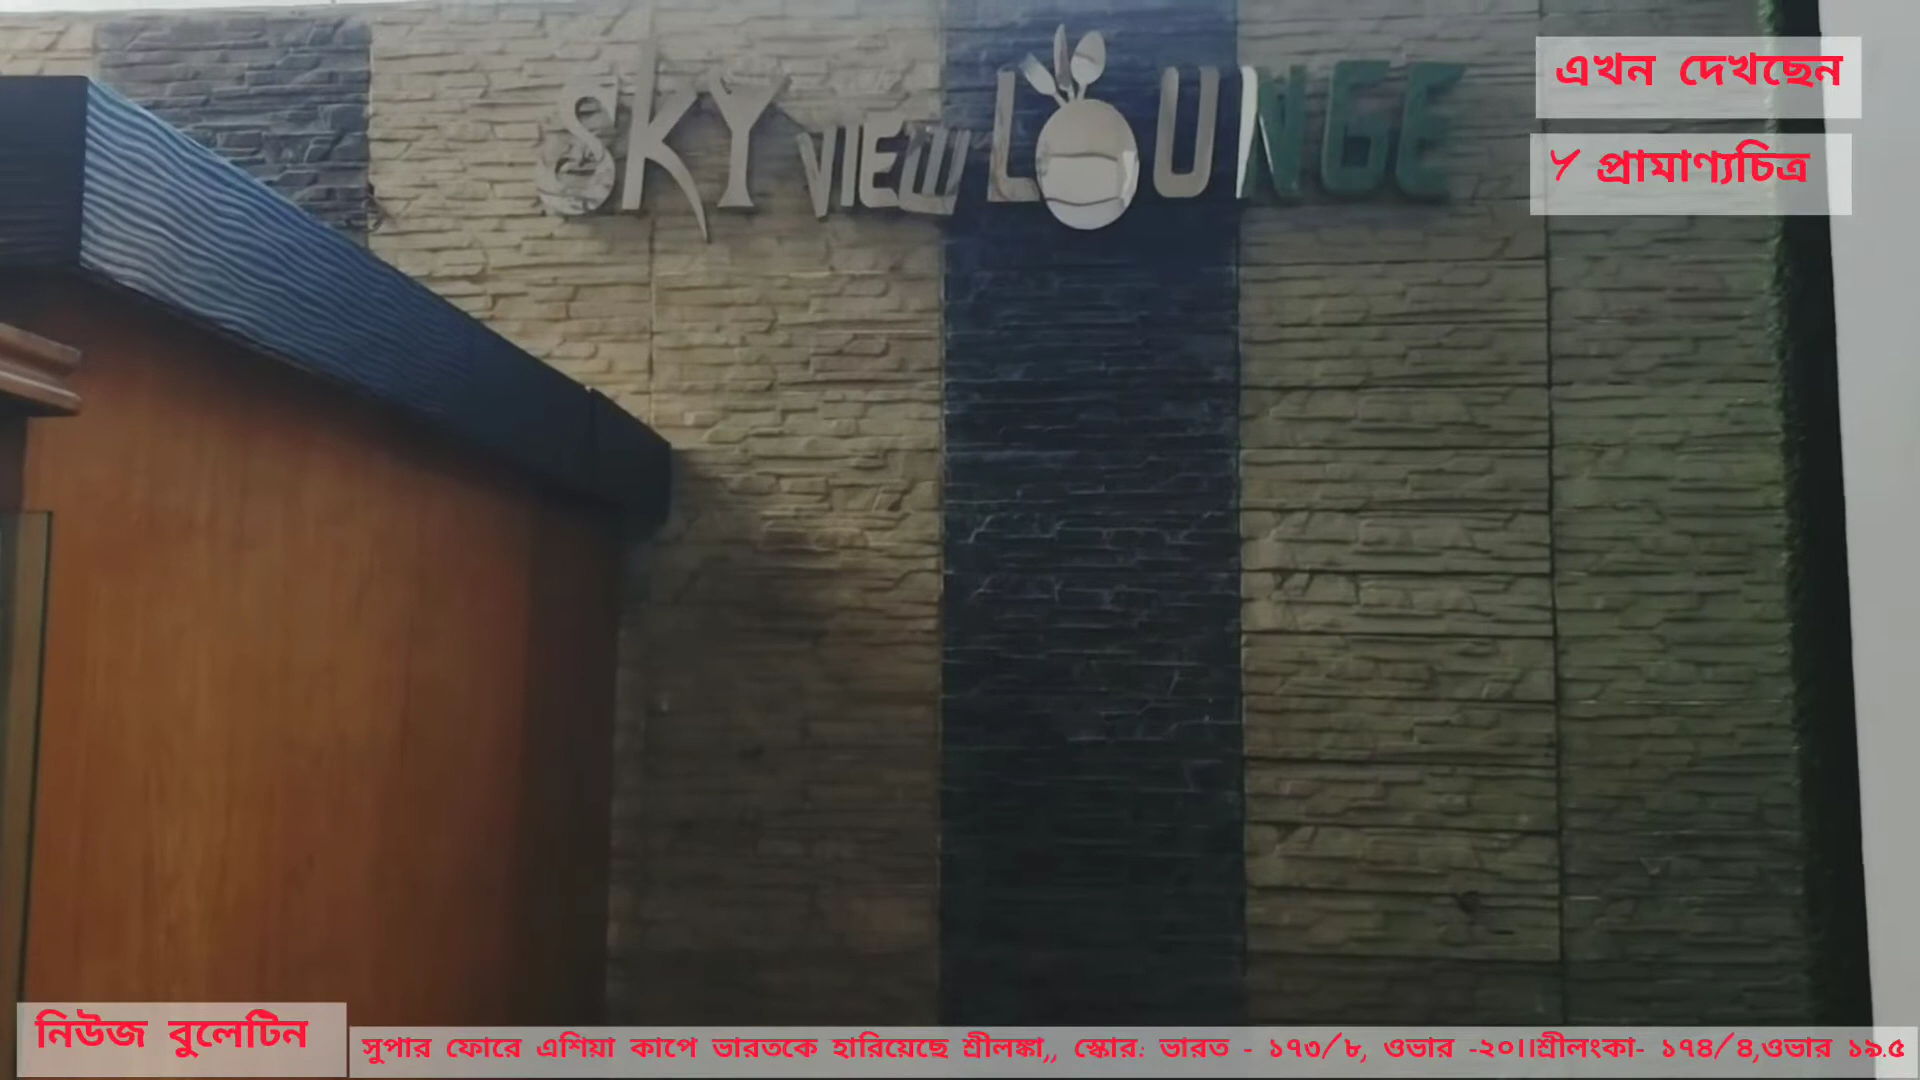 SKY VIEW LOUNGE
এখন দেখছেন
প্রামাণ্যচিত্র
নিউজ বুলেটিন
সুপার ফোরে এশিয়া কাপে ভারতকে হারিয়েছে শ্রীলঙ্কা,, স্কোর: ভারত - ১৭৩/৮, ওভার -২০।।শ্রীলংকা- ১৭৪/৪,ওভার ১৯.৫